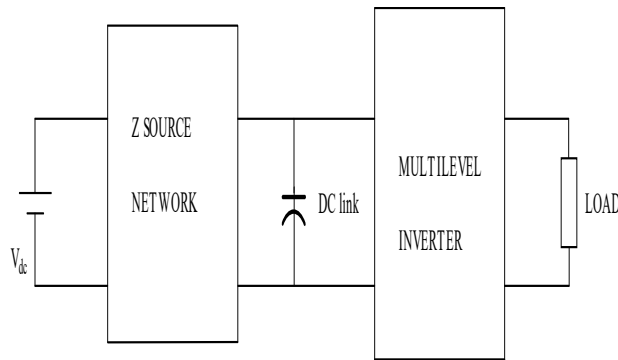 Z SOURCE
NETWORK
DC link
MULTILEVEL
INVERTER
LOAD
Vdc